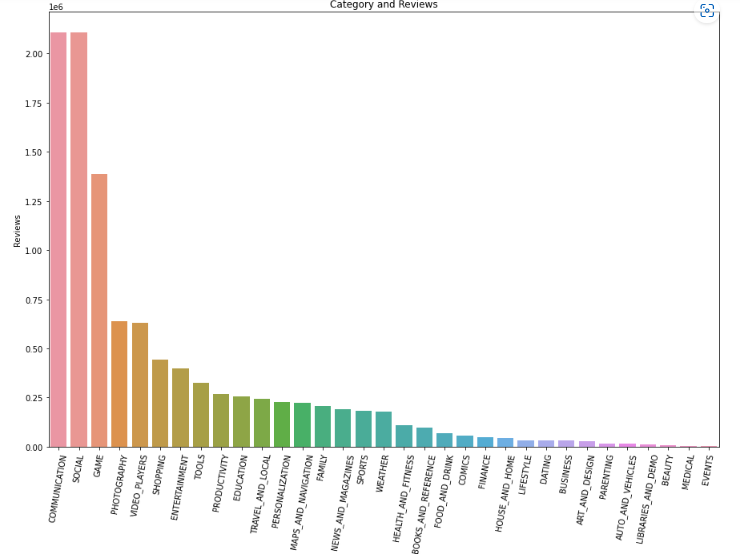 Category and Reviews
1e6
2.00
1.75
1.50
1.25
1.00
0.75
0.50
0.25
0.00
Reviews
COMMUNICATION
SOCIAL
GAME
PHOTOGRAPHY
VIDEO_PLAYERS
SHOPPING
ENTERTAINMENT
TOOLS
PRODUCTIVITY
EDUCATION
TRAVEL_AND_LOCAL
PERSONALIZATION
MAPS_AND_NAVIGATION
FAMILY
NEWS_AND_MAGAZINES
SPORTS
WEATHER
HEALTH_AND_FITNESS
BOOKS_AND_REFERENCE
FOOD_AND_DRINK
COMICS
FINANCE
HOUSE_AND_HOME
LIFESTYLE
DATING
BUSINESS
ART_AND_DESIGN
PARENTING
AUTO_AND_VEHICLES
LIBRARIES_AND_DEMO
BEAUTY
MEDICAL
EVENTS